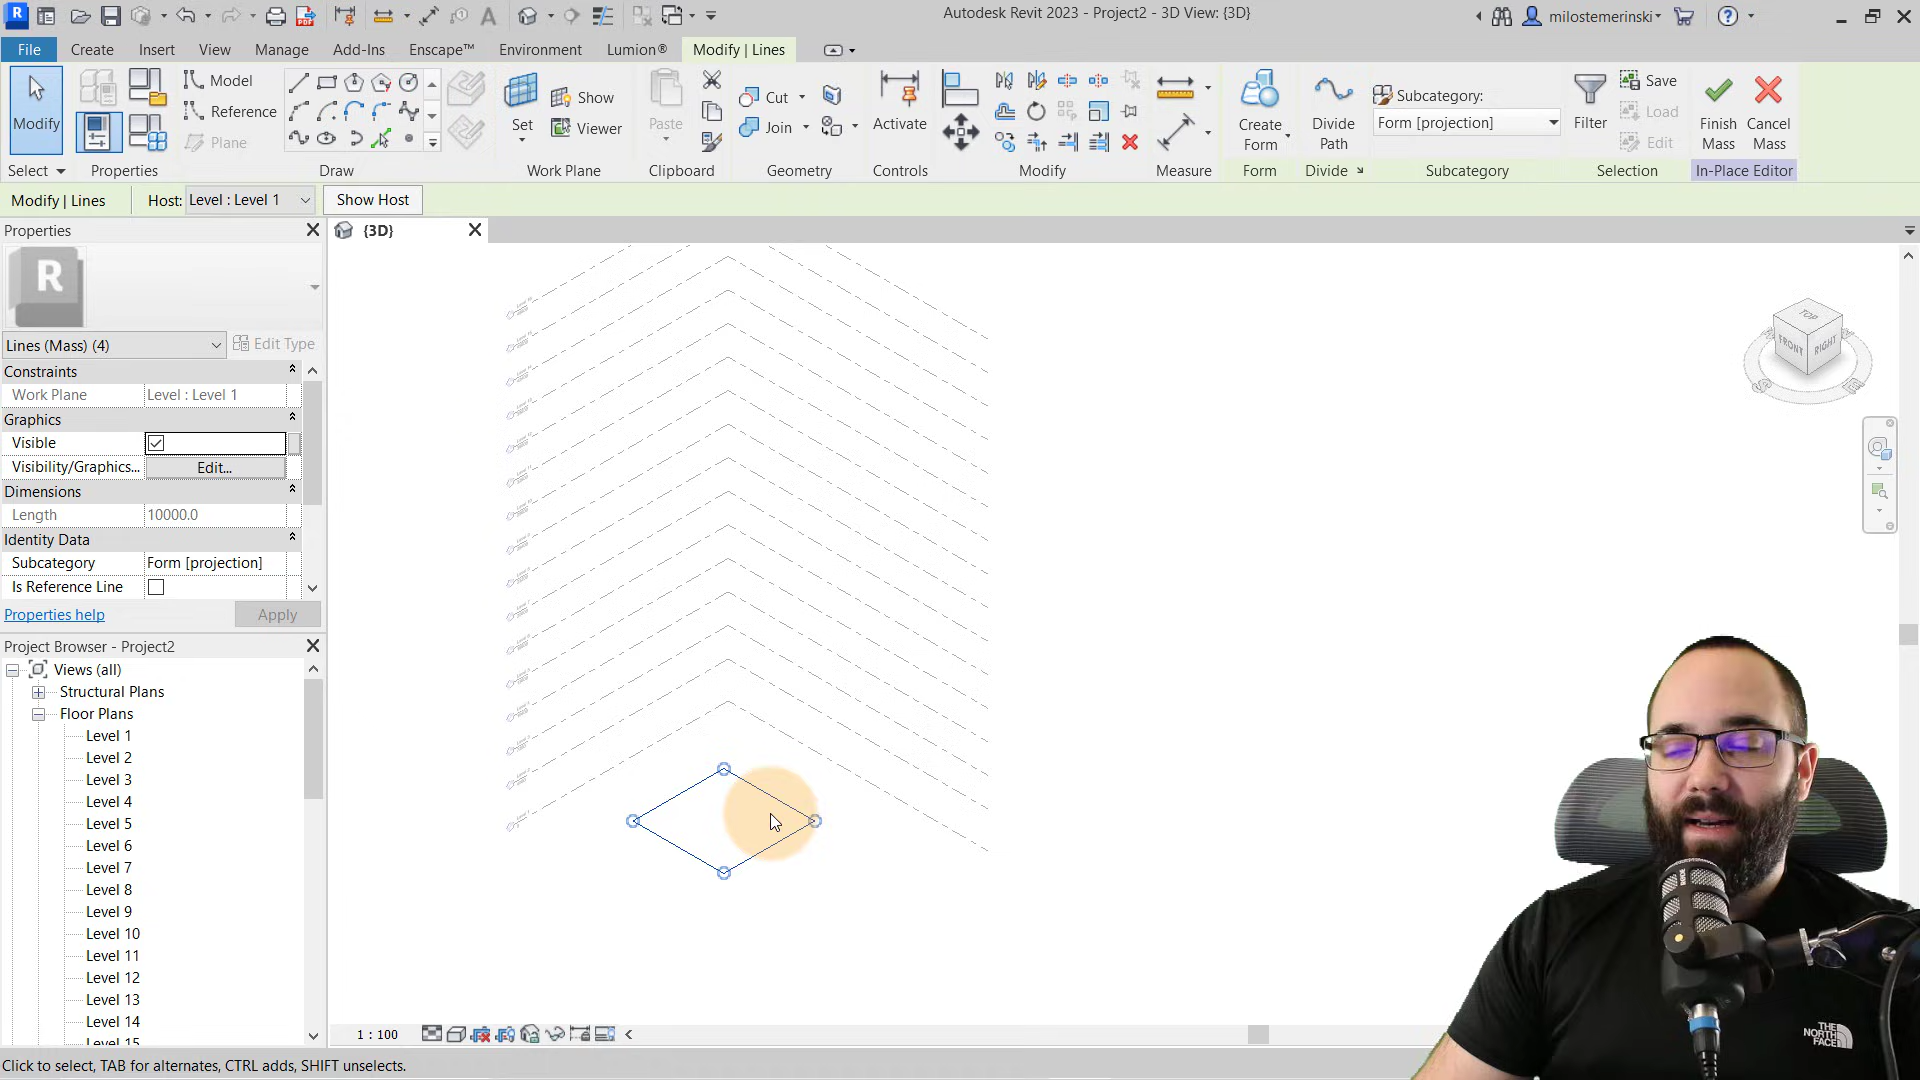 Autodesk Revit 2023 - Project2 - 3D View: {3D}
milostemerinski
File
Create
Insert
View
Manage
Add-Ins
Enscape™
Environment
Lumion®
Modify | Lines
Modify
Model
Reference
Plane
Set
Show
Viewer
Paste
Cut
Join
Activate
Create
Form
Divide
Path
Subcategory:
Form [projection]
Filter
Save
Load
Edit
Finish
Mass
Cancel
Mass
Select
Properties
Draw
Work Plane
Clipboard
Geometry
Controls
Modify
Measure
Form
Divide
Subcategory
Selection
In-Place Editor
Modify | Lines
Host:
Level : Level 1
Show Host
Properties
{3D}
R
Lines (Mass) (4)
Edit Type
Constraints
Work Plane
Level : Level 1
Graphics
Visible
Visibility/Graphics...
Edit...
Dimensions
Length
10000.0
Identity Data
Subcategory
Form [projection]
Is Reference Line
Properties help
Apply
Project Browser - Project2
Views (all)
Structural Plans
Floor Plans
Level 1
Level 2
Level 3
Level 4
Level 5
Level 6
Level 7
Level 8
Level 9
Level 10
Level 11
Level 12
Level 13
Level 14
Level 15
TOP
FRONT
RIGHT
S
E
1 : 100
Click to select, TAB for alternates, CTRL adds, SHIFT unselects.
THE
NORTH
FACE